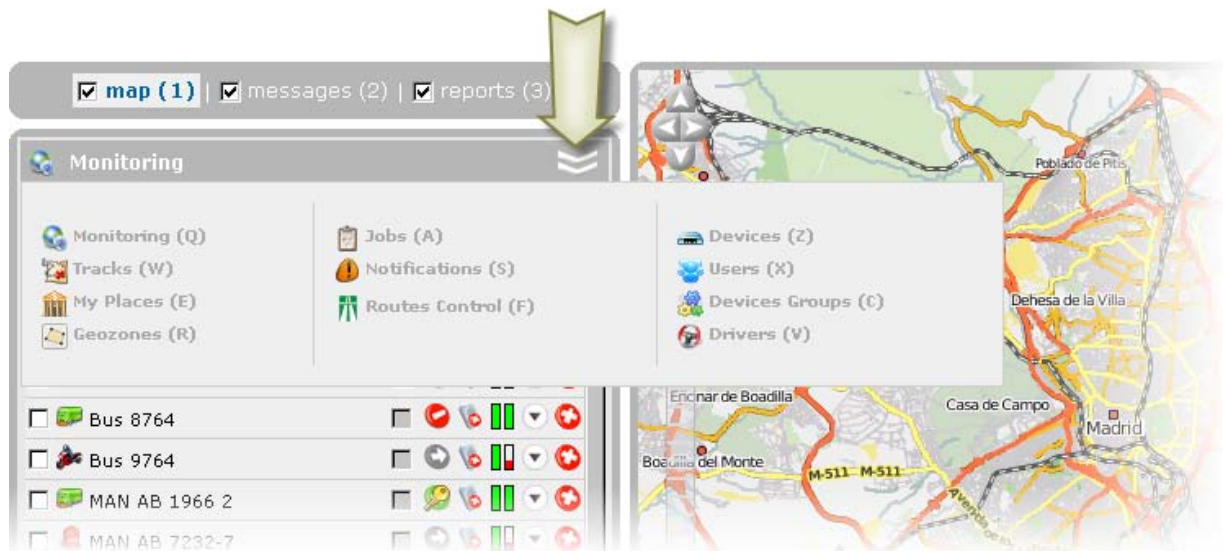 map (1) | messages (2) | reports (3)
Monitoring
Monitoring (Q)
Tracks (W)
My Places (E)
Geozones (R)
Jobs (A)
Notifications (S)
Routes Control (F)
Devices (Z)
Users (X)
Devices Groups (C)
Drivers (V)
Bus 8764
Bus 9764
MAN AB 1966 2
MAN AB 7232-7
Poblado de Pitis
Dehesa de la Villa
Encinar de Boadilla
Casa de Campo
Madrid
Boadilla del Monte
M-511 M-511